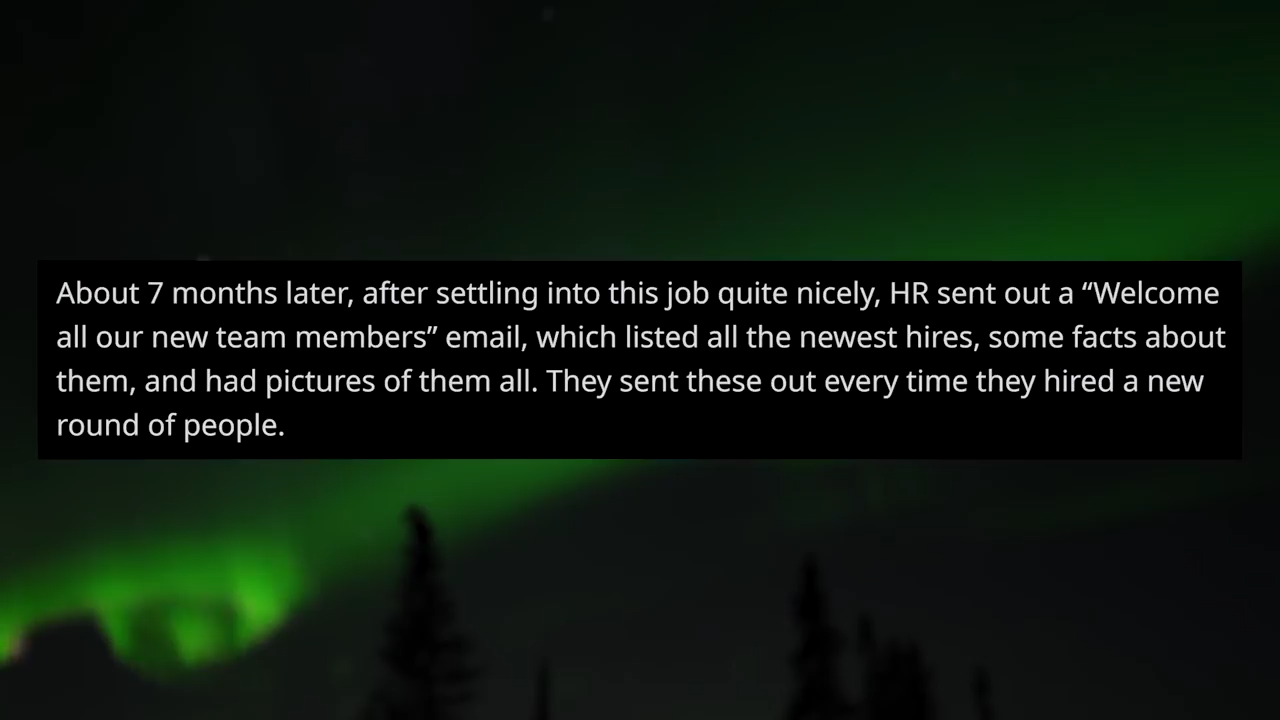 About 7 months later, after settling into this job quite nicely, HR sent out a “Welcome
all our new team members” email, which listed all the newest hires, some facts about
them, and had pictures of them all. They sent these out every time they hired a new
round of people.